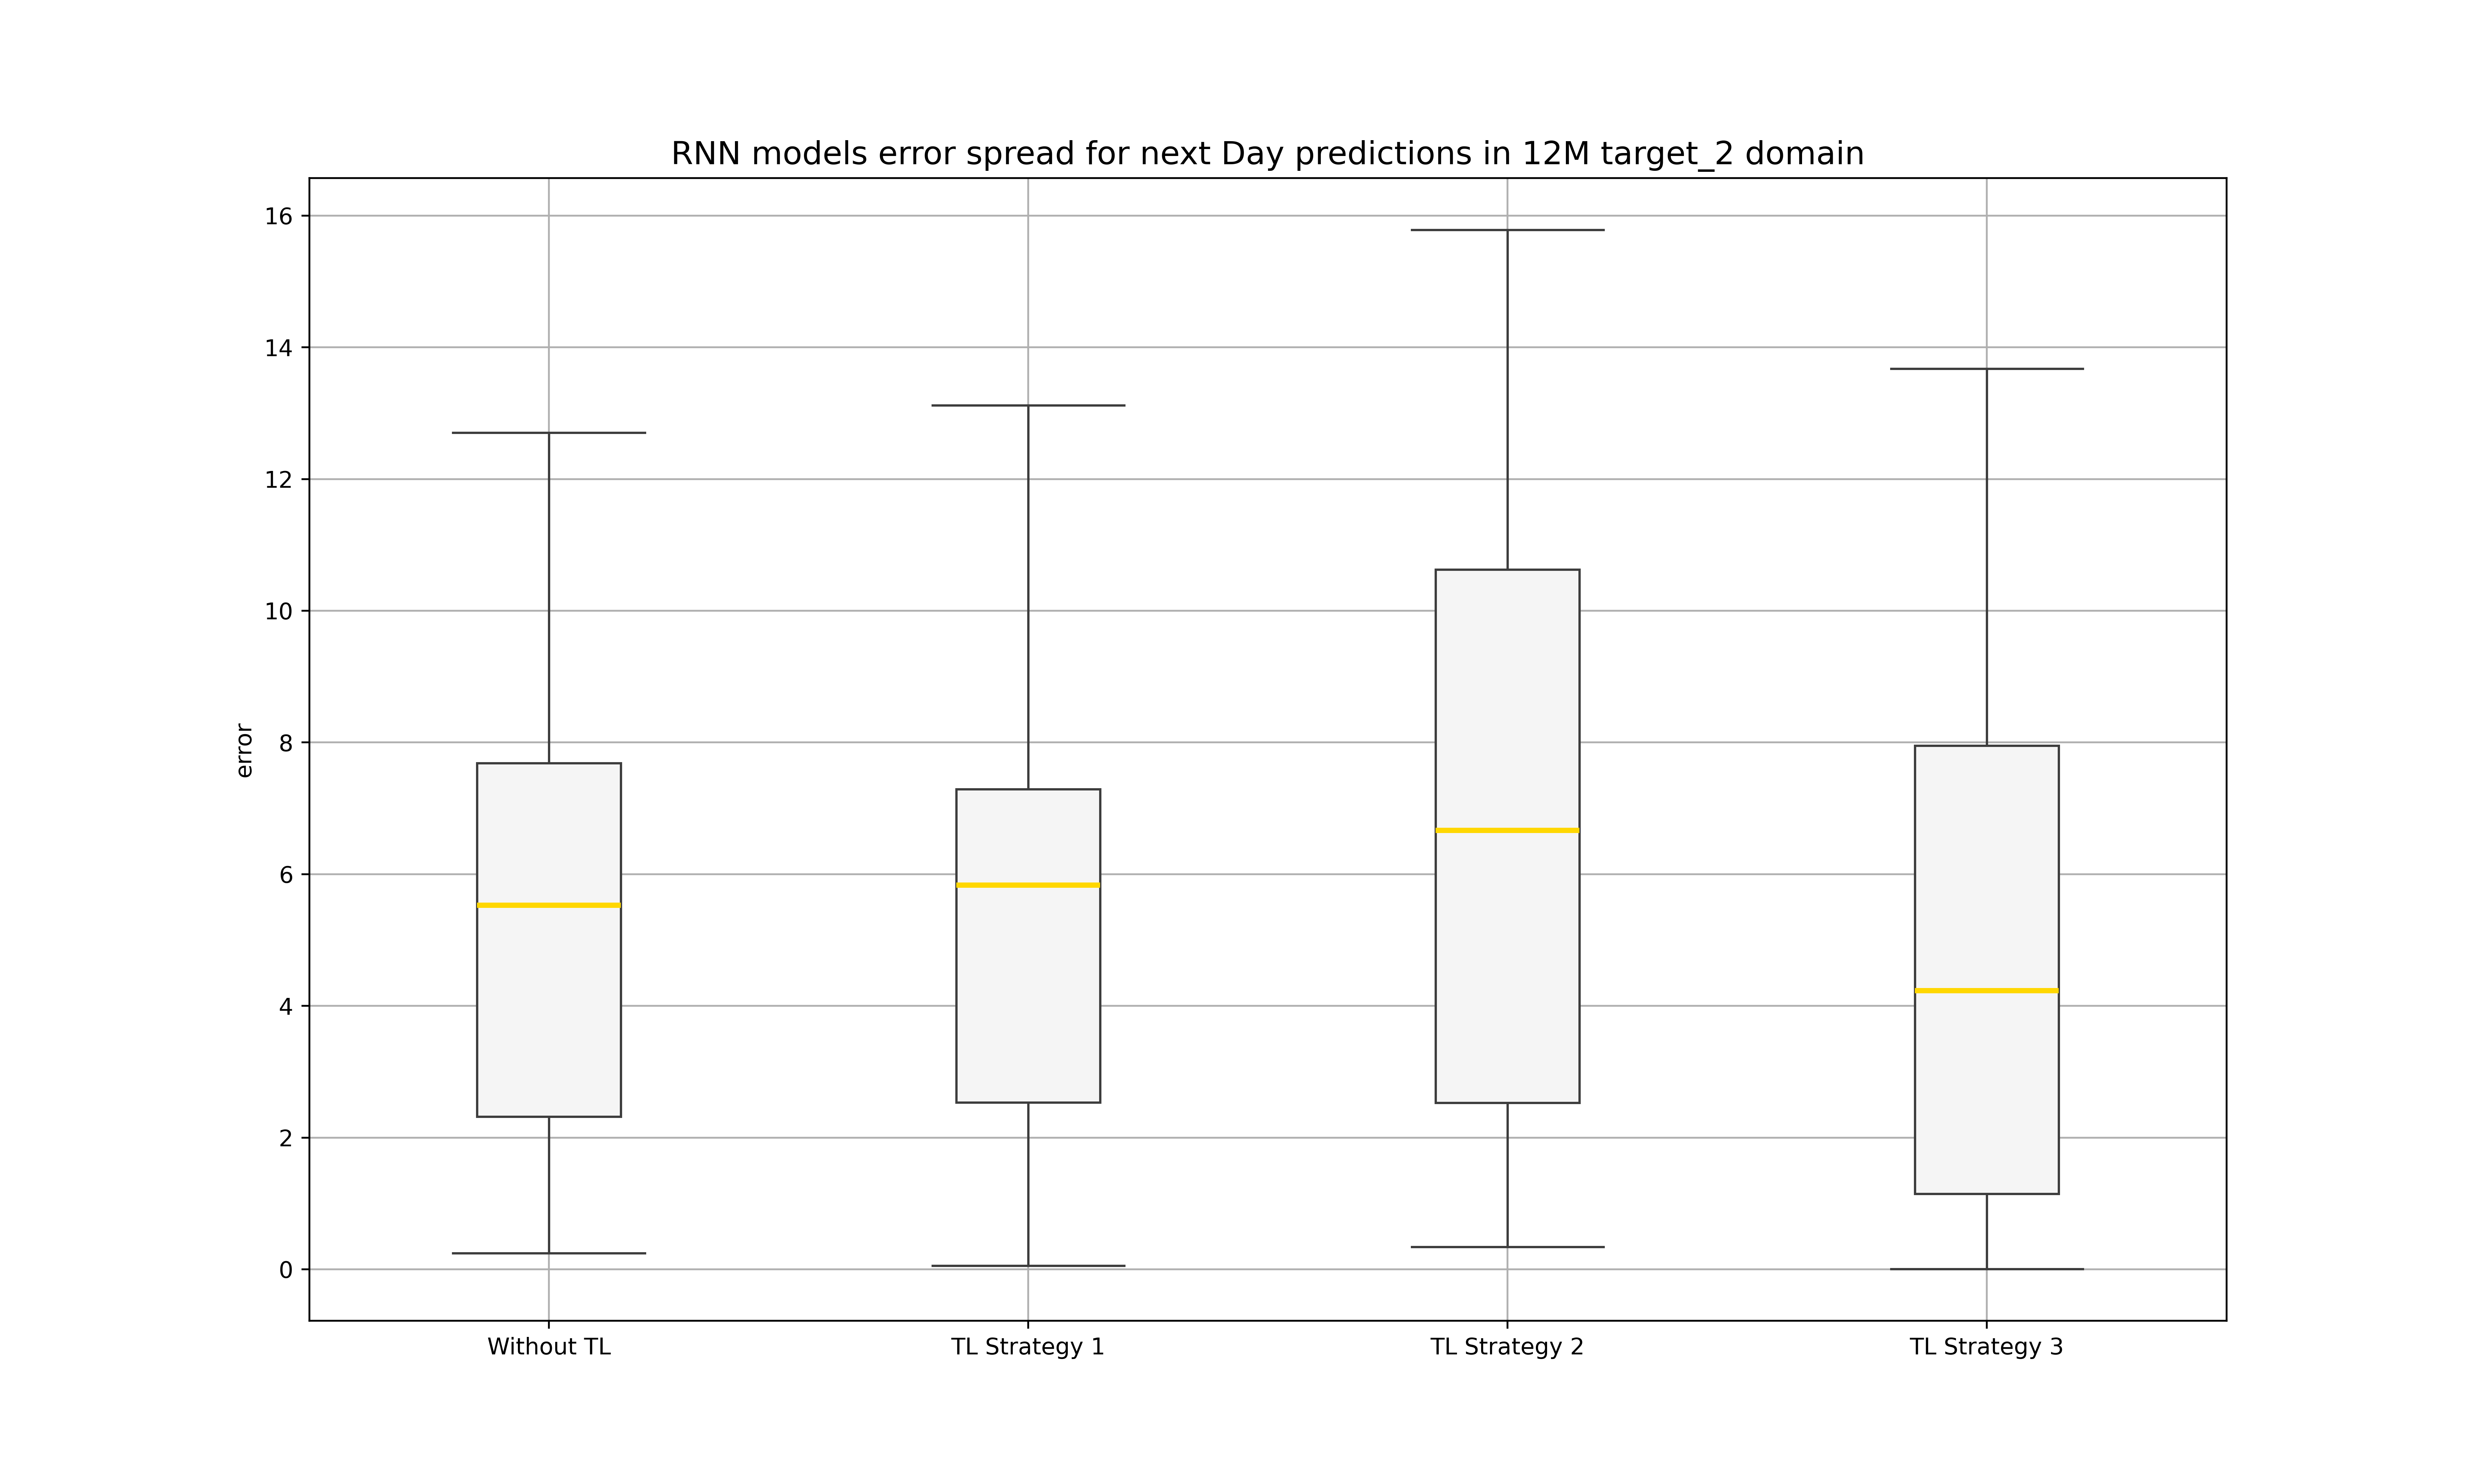 RNN models error spread for next Day predictions in 12M target_2 domain
16
14
12
10
8
6
4
2
0
error
Without TL
TL Strategy 1
TL Strategy 2
TL Strategy 3